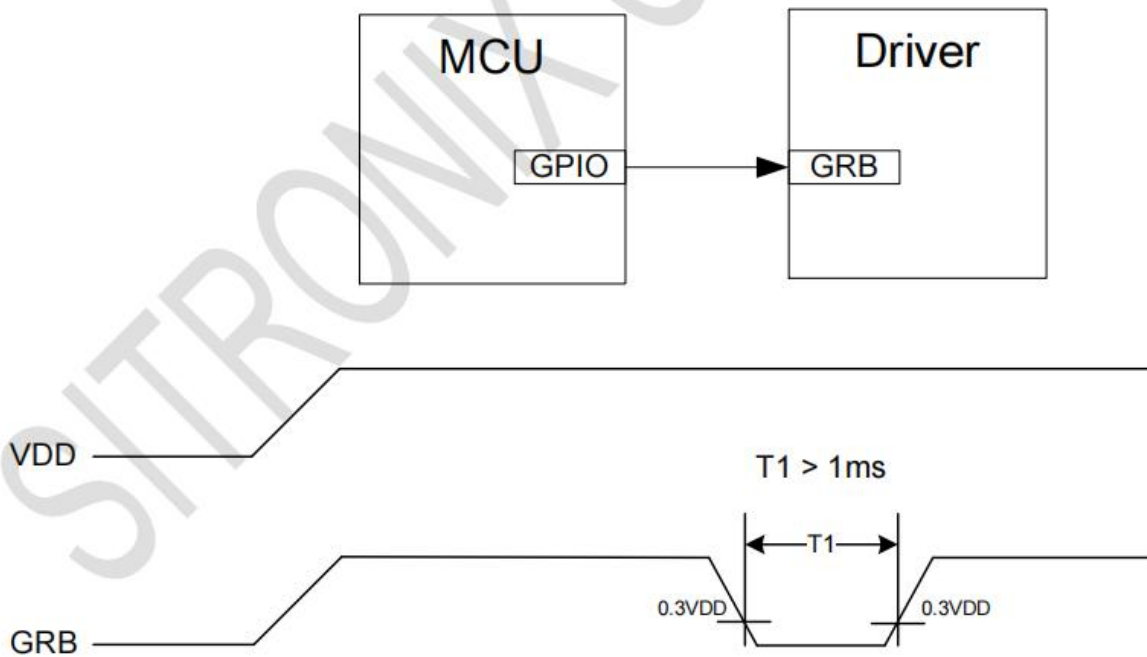 MCU
Driver
GPIO
GRB
VDD
T1 > 1ms
T1
0.3VDD
0.3VDD
GRB
SITRONIX